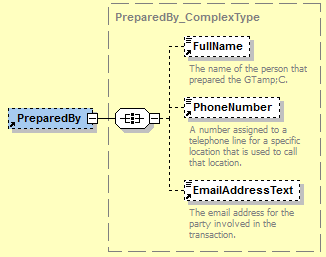 PreparedBy_ComplexType
FullName
The name of the person that
prepared the GTamp;C.
PreparedBy
PhoneNumber
A number assigned to a
telephone line for a specific
location that is used to call
that location.
EmailAddressText
The email address for the
party involved in the
transaction.